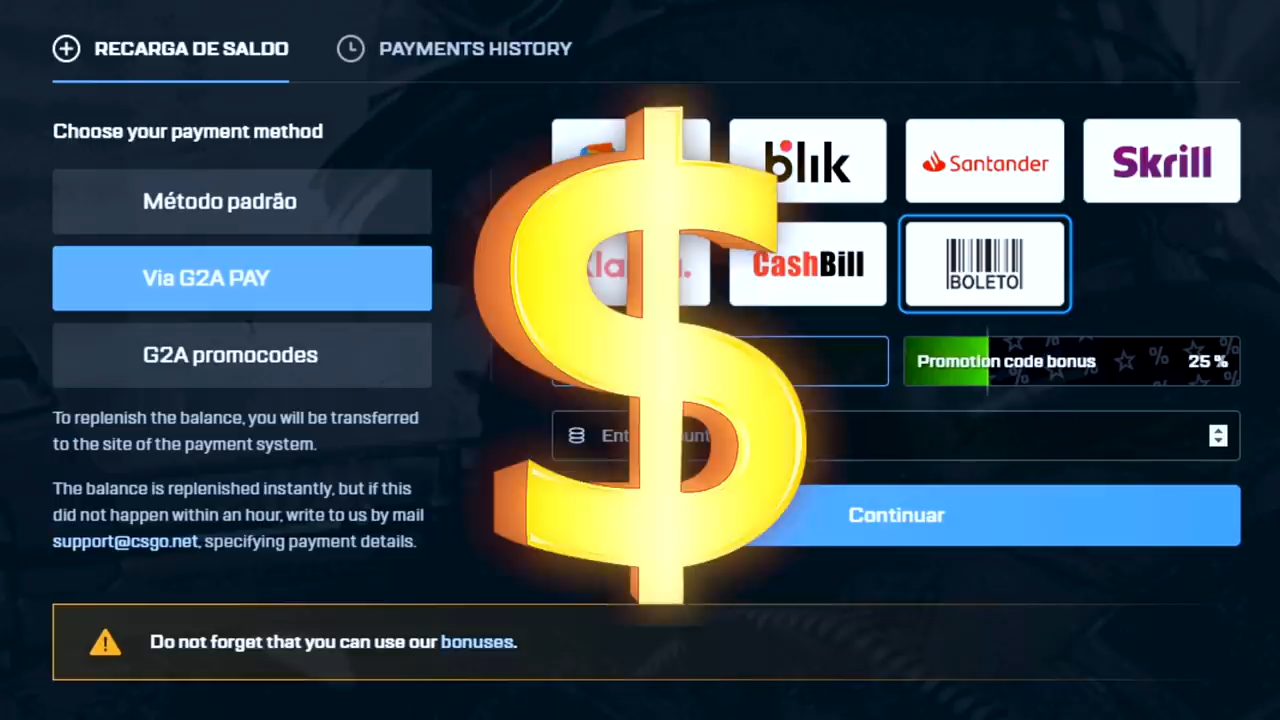 RECARGA DE SALDO
PAYMENTS HISTORY
Choose your payment method
Método padrão
Via G2A PAY
G2A promocodes
To replenish the balance, you will be transferred
to the site of the payment system.
The balance is replenished instantly, but if this
did not happen within an hour, write to us by mail
support@csgo.net, specifying payment details.
blik
Santander
Skrill
CashBill
BOLETO
Promotion code bonus
25 %
Continuar
Do not forget that you can use our bonuses.